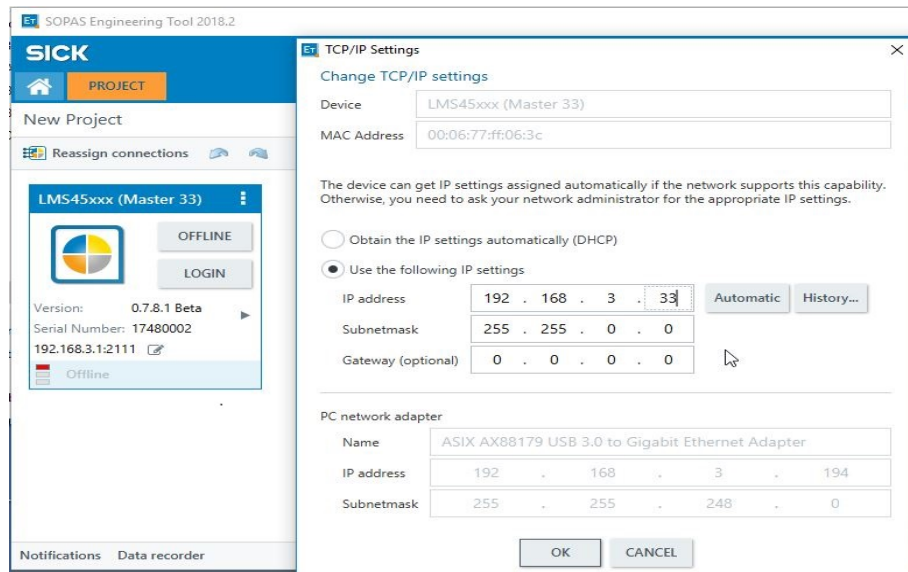 SOPAS Engineering Tool 2018.2
SICK
PROJECT
New Project
Reassign connections
LMS45xxx (Master 33)
OFFLINE
LOGIN
Version: 0.7.8.1 Beta
Serial Number: 17480002
192.168.3.1:2111
Offline
Notifications Data recorder
ET TCP/IP Settings
Change TCP/IP settings
Device LMS45xxx (Master 33)
MAC Address 00:06:77:ff:06:3c
The device can get IP settings assigned automatically if the network supports this capability.
Otherwise, you need to ask your network administrator for the appropriate IP settings.
Obtain the IP settings automatically (DHCP)
Use the following IP settings
IP address 192 . 168 . 3 . 33 Automatic History...
Subnetmask 255 . 255 . 0 . 0
Gateway (optional) 0 . 0 . 0 . 0
PC network adapter
Name ASIX AX88179 USB 3.0 to Gigabit Ethernet Adapter
IP address 192 . 168 . 3 . 194
Subnetmask 255 . 255 . 248 . 0
OK CANCEL